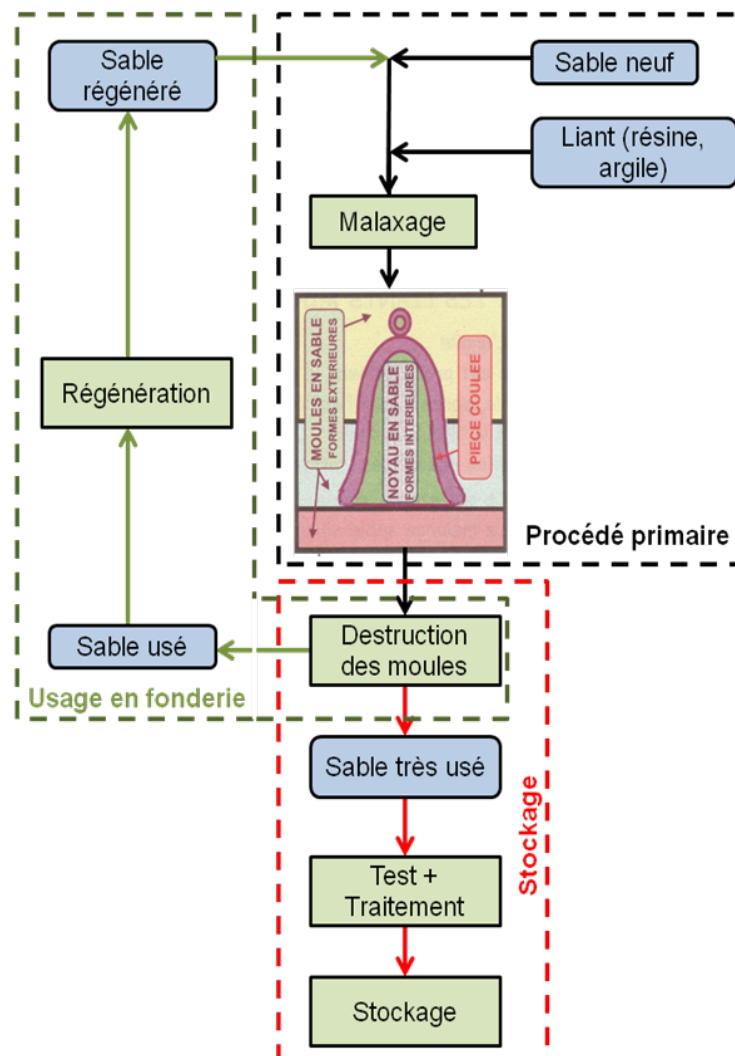 Sable
régénéré
Sable neuf
Liant (résine,
argile)
Malaxage
MOULES EN SABLE
FORMES EXTERIEURES
NOYAU EN SABLE
FORMES INTERIEURES
PIECE COULEE
Régénération
Procédé primaire
Sable usé
Destruction
des moules
Usage en fonderie
Sable très usé
Stockage
Test +
Traitement
Stockage